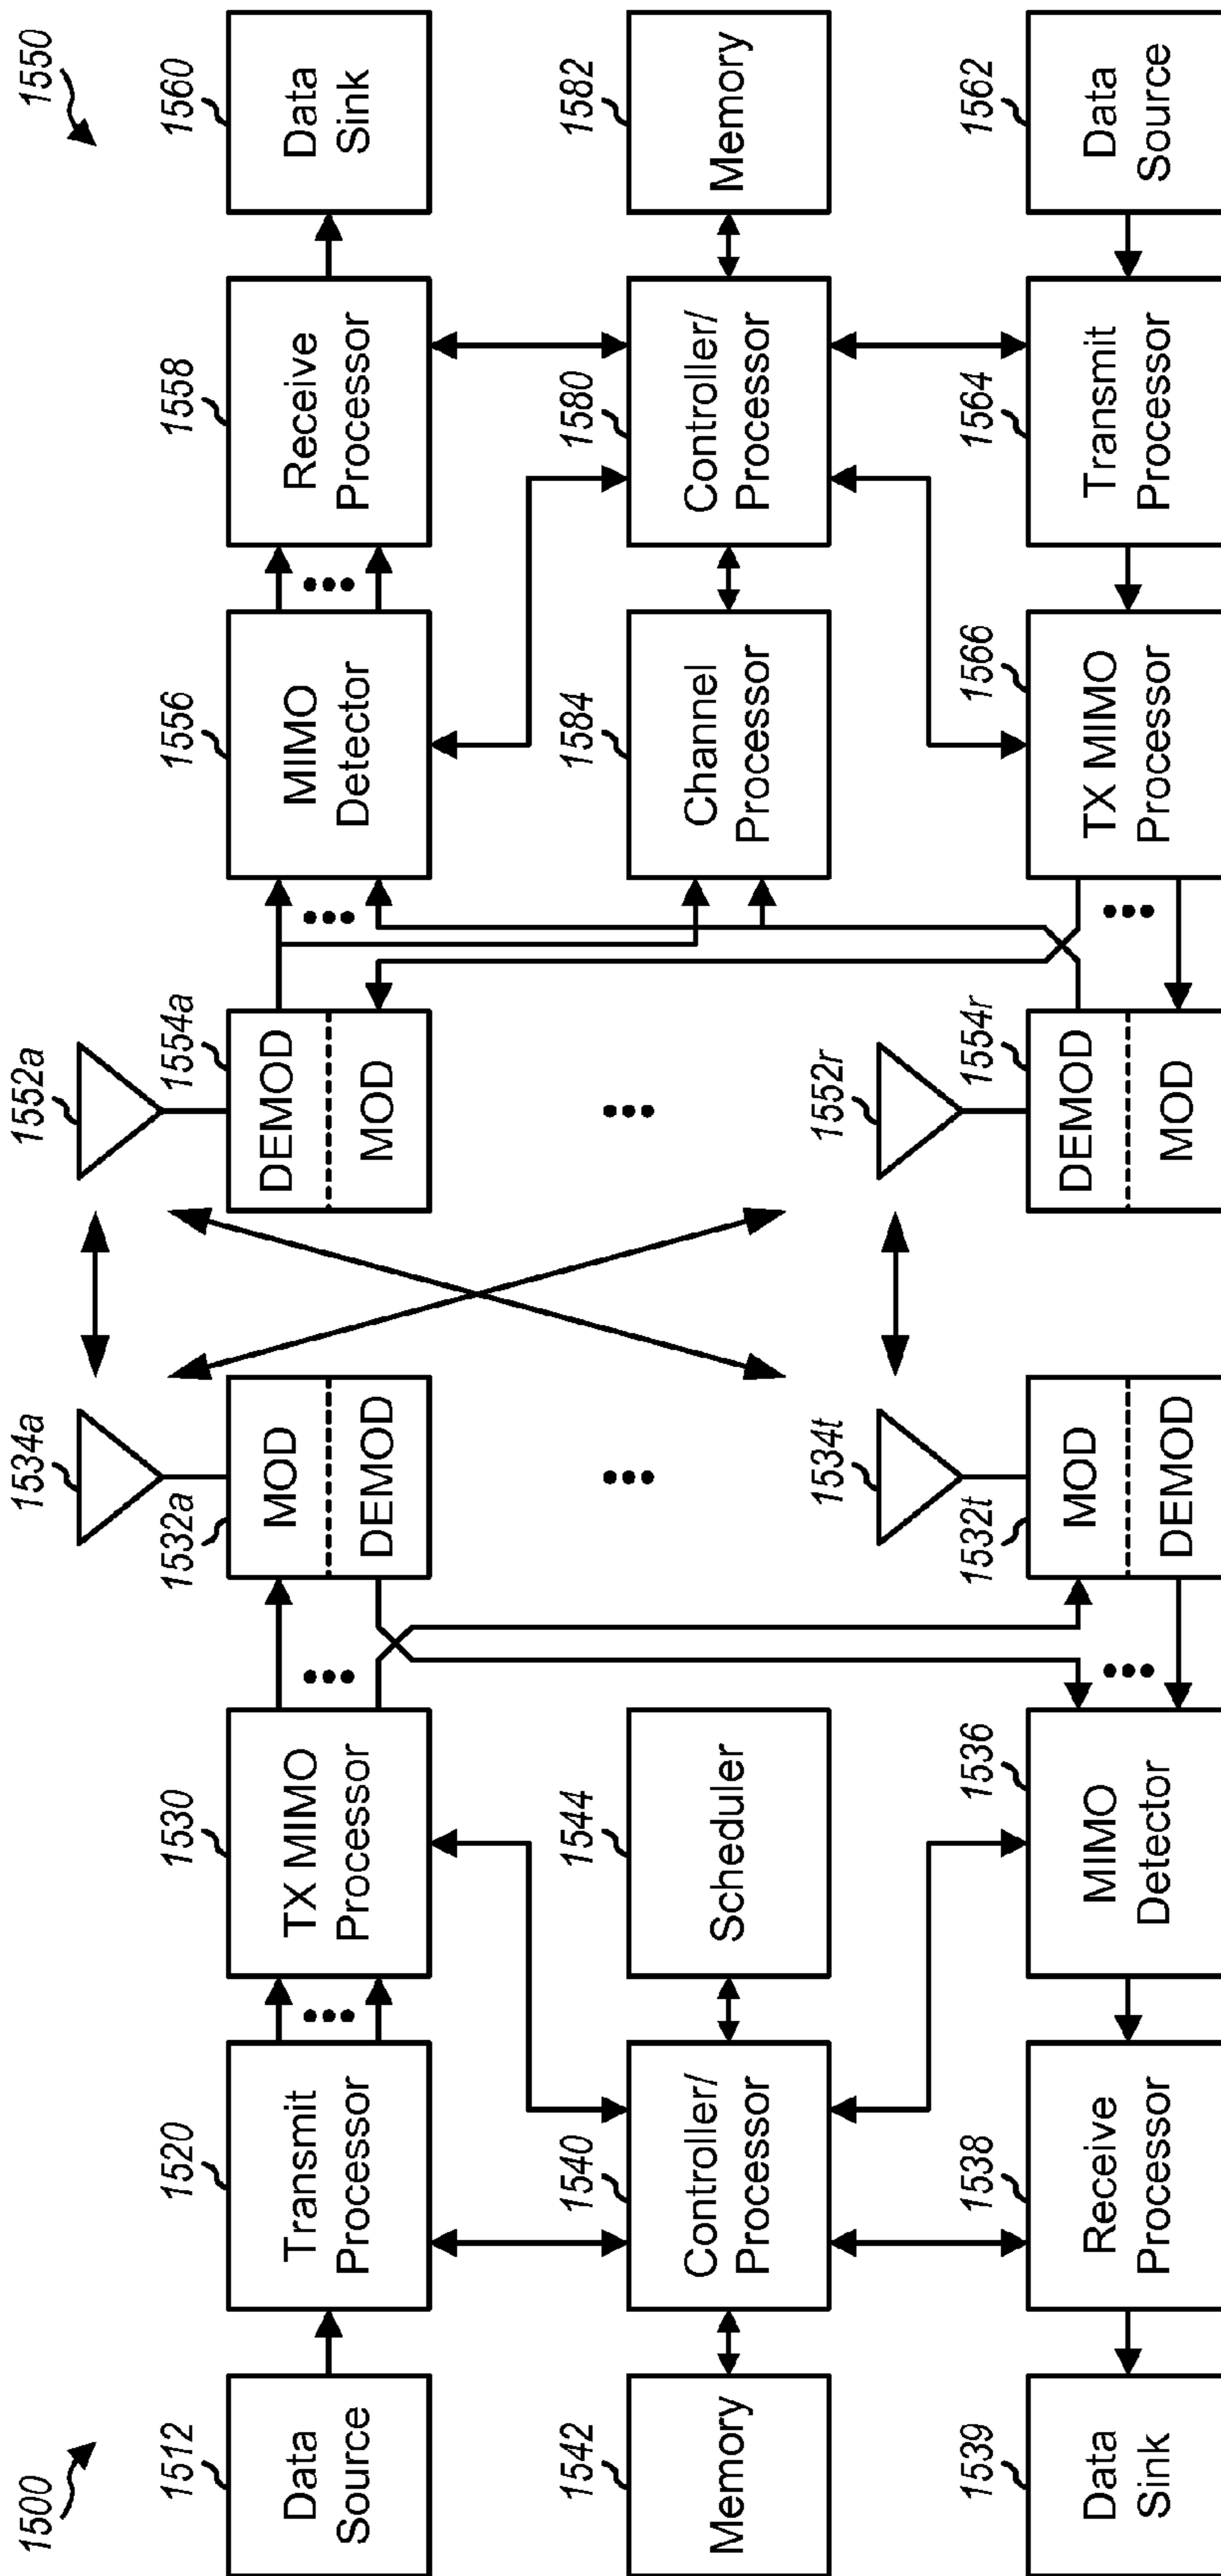 1500
1512
Data
Source
1520
Transmit
Processor
1530
TX MIMO
Processor
1534a
1532a
MOD
DEMOD
1552a
1554a
DEMOD
MOD
1556
MIMO
Detector
1558
Receive
Processor
1560
Data
Sink
1550
1542
Memory
1540
Controller/
Processor
1544
Scheduler
1584
Channel
Processor
1580
Controller/
Processor
1582
Memory
1539
Data
Sink
1538
Receive
Processor
1536
MIMO
Detector
1534t
1532t
MOD
DEMOD
1552r
1554r
DEMOD
MOD
1566
TX MIMO
Processor
1564
Transmit
Processor
1562
Data
Source